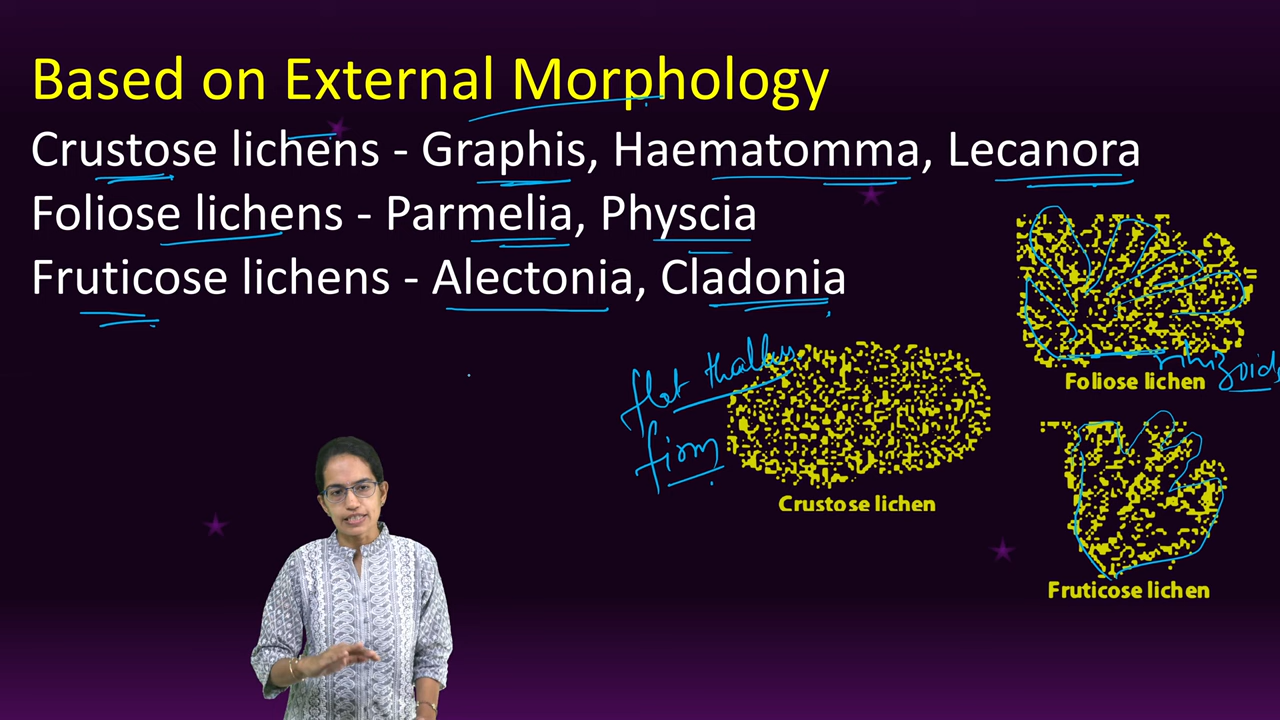 Based on External Morphology
Crustose lichens - Graphis, Haematomma, Lecanora
Foliose lichens - Parmelia, Physcia
Fruticose lichens - Alectonia, Cladonia
flat thallus
firm
Crustose lichen
rhizoids
Foliose lichen
Fruticose lichen